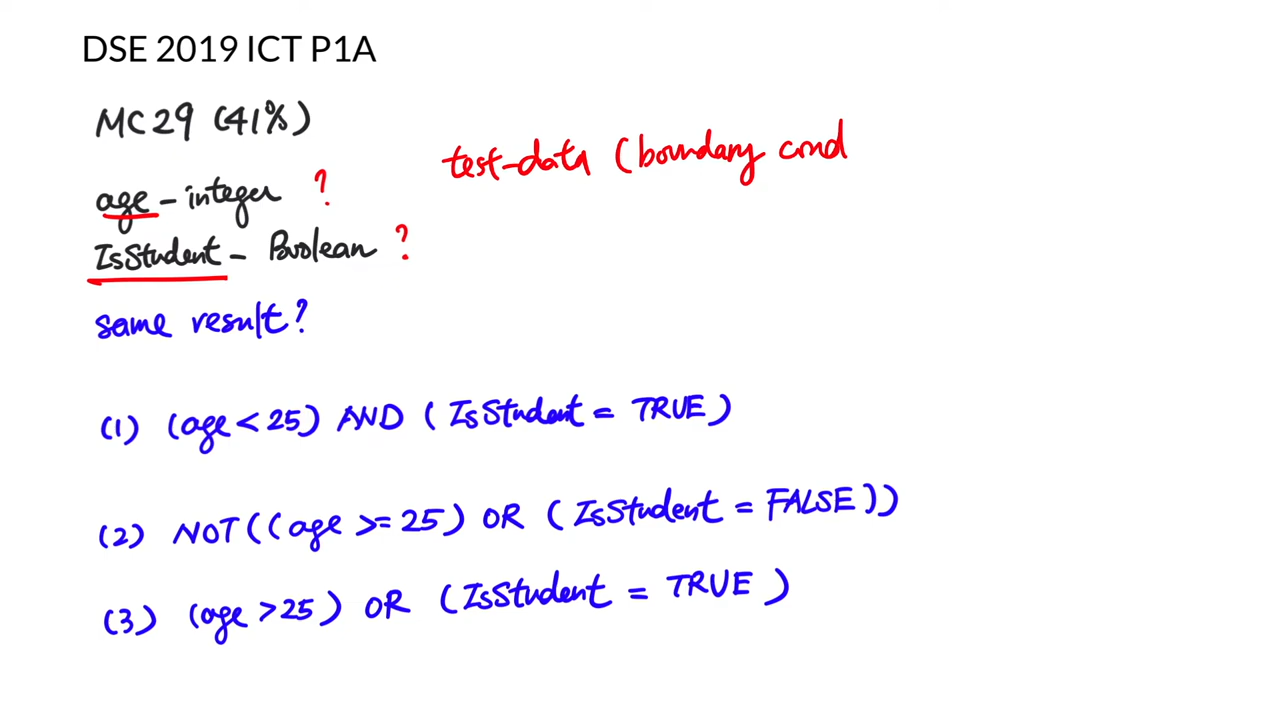 DSE 2019 ICT P1A
MC29 (41%)
test-data (boundary cond
age - integer ?
IsStudent - Boolean ?
same result?
(1) (age < 25) AND (IsStudent = TRUE)
(2) NOT((age >= 25) OR (IsStudent = FALSE))
(3) (age > 25) OR (IsStudent = TRUE)